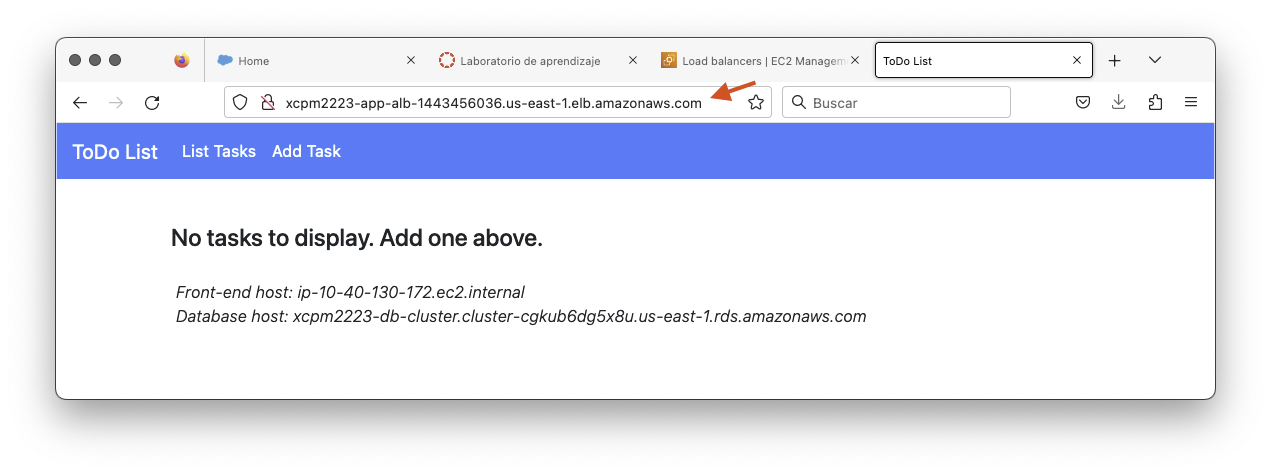 Home
Laboratorio de aprendizaje
Load balancers | EC2 Managem
ToDo List
xcpm2223-app-alb-1443456036.us-east-1.elb.amazonaws.com
Buscar
ToDo List List Tasks Add Task
No tasks to display. Add one above.
Front-end host: ip-10-40-130-172.ec2.internal
Database host: xcpm2223-db-cluster.cluster-cgkub6dg5x8u.us-east-1.rds.amazonaws.com